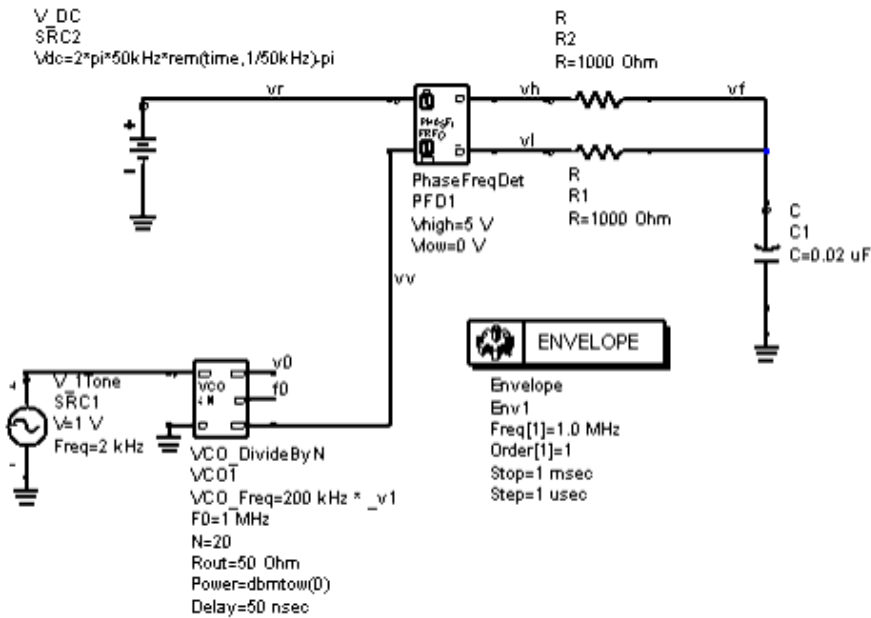 V_DC
SRC2
Vdc=2*pi*50kHz*rem(time,1/50kHz)-pi
R
R2
R=1000 Ohm
vr
vh
vf
vl
PhaseFreqDet
PFD1
Vhigh=5 V
Vlow=0 V
R
R1
R=1000 Ohm
C
C1
C=0.02 uF
vv
ENVELOPE
Envelope
Env1
Freq[1]=1.0 MHz
Order[1]=1
Stop=1 msec
Step=1 usec
V_1Tone
SRC1
V=1 V
Freq=2 kHz
v0
f0
VCO
÷N
VCO_DivideByN
VCO1
VCO_Freq=200 kHz * _v1
F0=1 MHz
N=20
Rout=50 Ohm
Power=dbmtow(0)
Delay=50 nsec